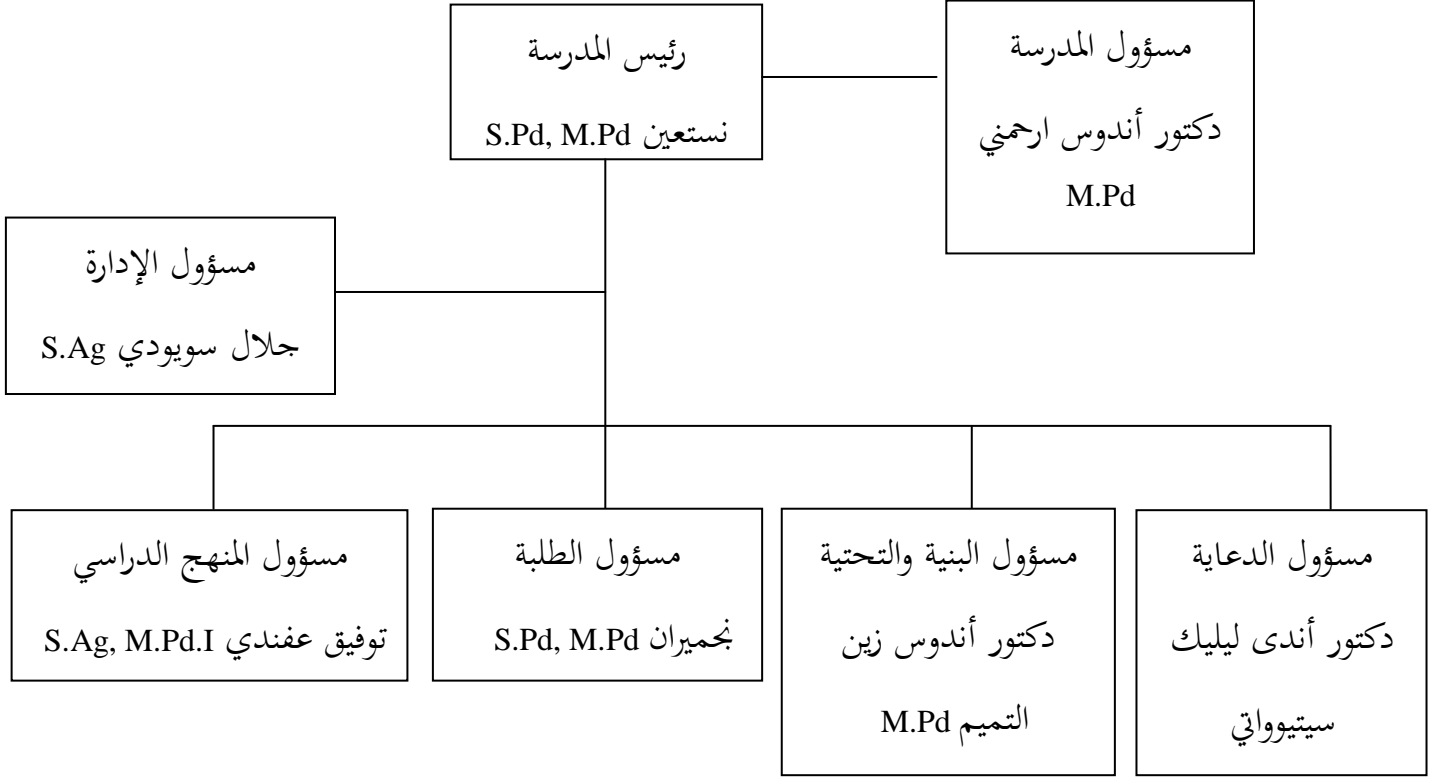 مسؤول المدرسة
دكتور أندوس ارحمني
M.Pd
رئيس المدرسة
نستعين S.Pd, M.Pd
مسؤول الإدارة
جلال سويودي S.Ag
مسؤول الدعاية
دكتور أندى ليليك
سيتيوواتي
مسؤول البنية والتحتية
دكتور أندوس زين
التميم M.Pd
مسؤول الطلبة
نجميران S.Pd, M.Pd
مسؤول المنهج الدراسي
توفيق عفندي S.Ag, M.Pd.I